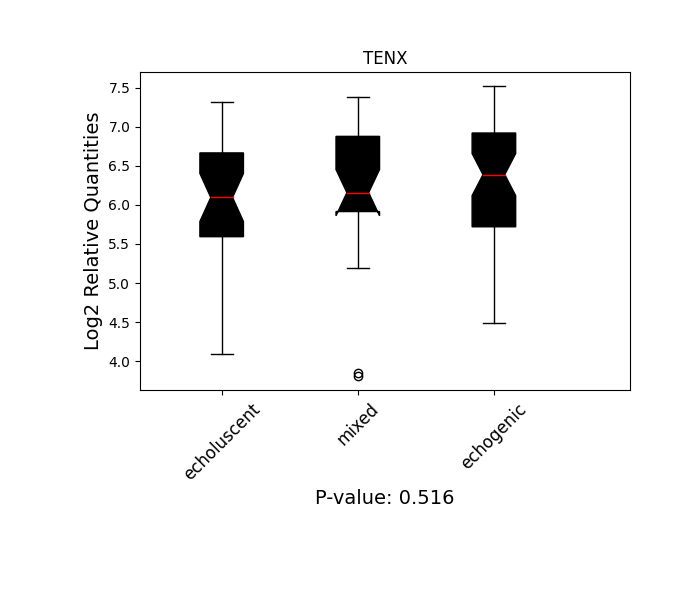 TENX
Log2 Relative Quantities
7.5
7.0
6.5
6.0
5.5
5.0
4.5
4.0
echoluscent
mixed
echogenic
P-value: 0.516